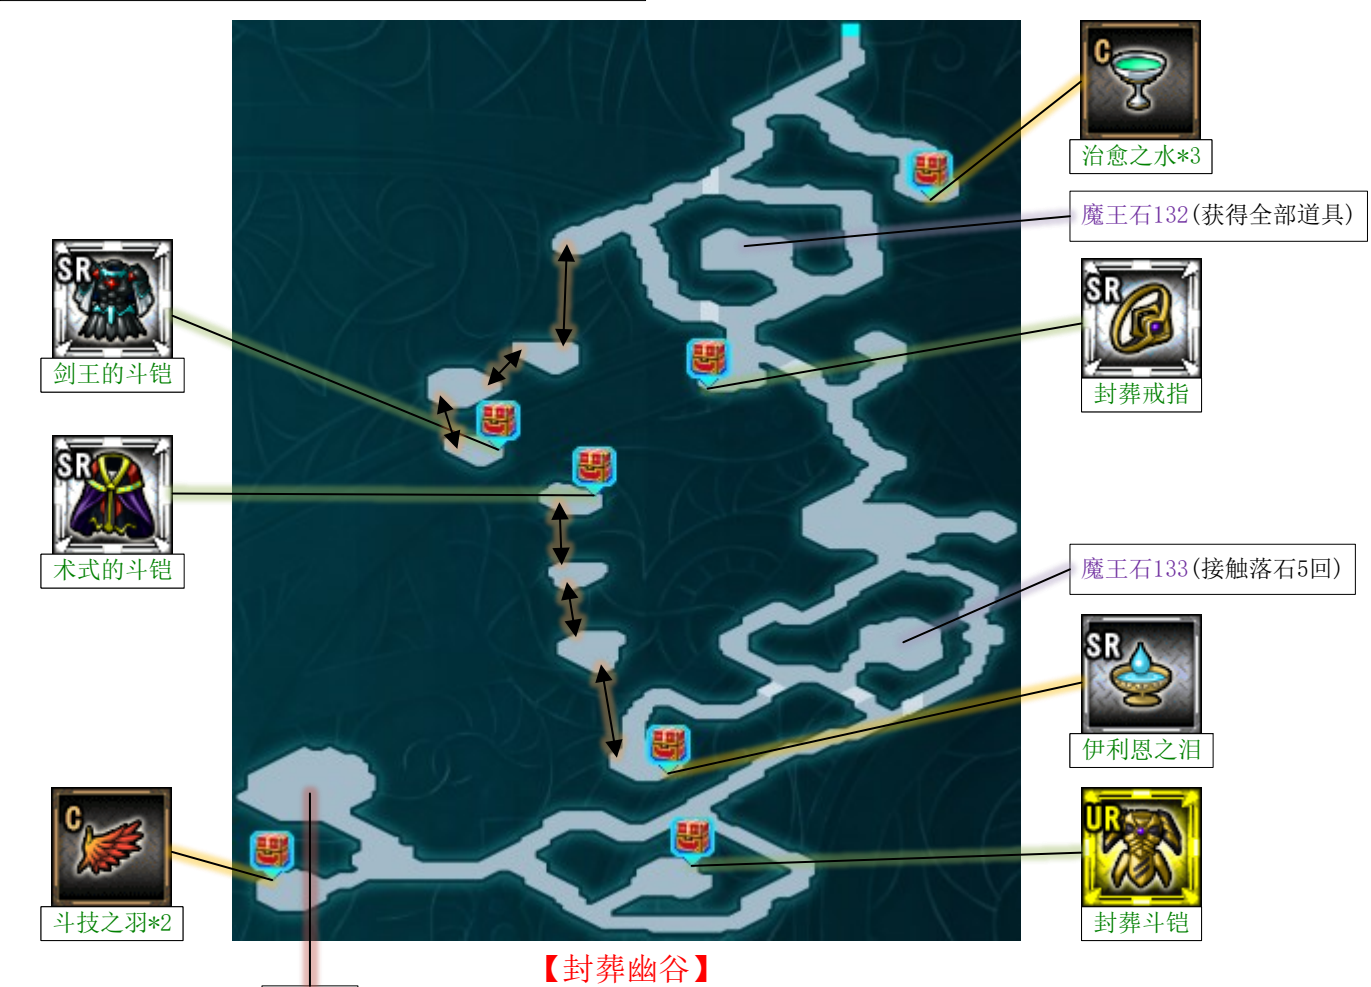 C
治愈之水*3
魔王石132(获得全部道具)
SR
剑王的斗铠
SR
封葬戒指
SR
术式的斗铠
魔王石133(接触落石5回)
SR
伊利恩之泪
C
斗技之羽*2
UR
封葬斗铠
【封葬幽谷】